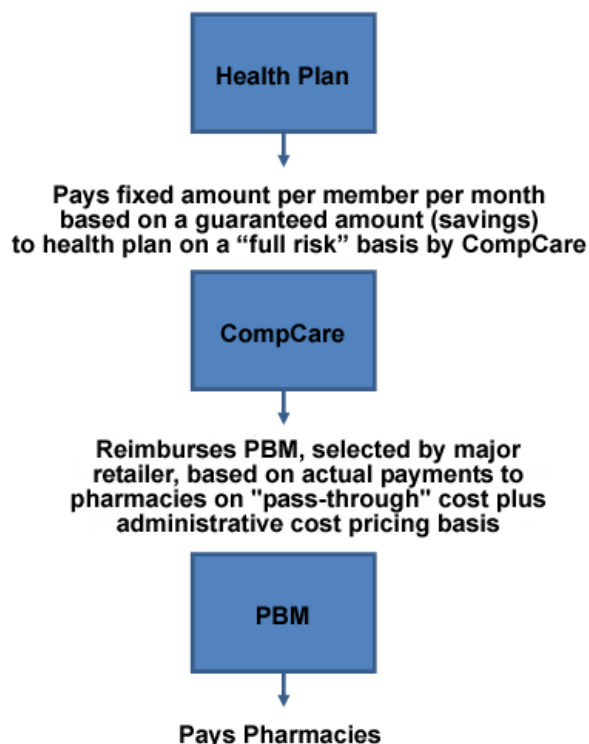 Health Plan
Pays fixed amount per member per month
based on a guaranteed amount (savings)
to health plan on a “full risk” basis by CompCare
CompCare
Reimburses PBM, selected by major
retailer, based on actual payments to
pharmacies on "pass-through" cost plus
administrative cost pricing basis
PBM
Pays Pharmacies